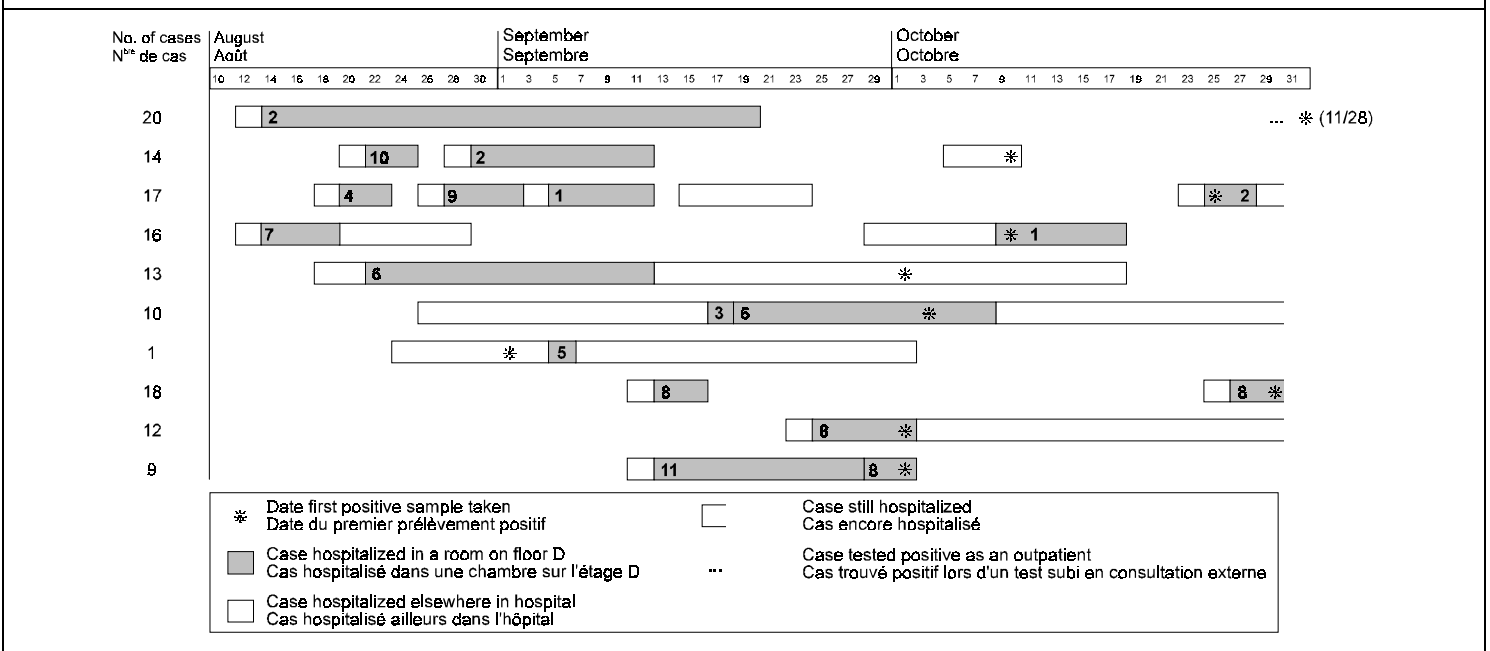 No. of cases August September October
Nbre de cas Août Septembre Octobre
10 12 14 16 18 20 22 24 26 28 30 1 3 5 7 9 11 13 15 17 19 21 23 25 27 29 1 3 5 7 9 11 13 15 17 19 21 23 25 27 29 31
20 2 ... ✳ (11/28)
14 10 2 ✳
17 4 9 1 ✳ 2
16 7 ✳ 1
13 6 ✳
10 3 6 ✳
1 ✳ 5
18 8 8 ✳
12 8 ✳
9 11 8 ✳
✳ Date first positive sample taken
Date du premier prélèvement positif
Case hospitalized in a room on floor D
Cas hospitalisé dans une chambre sur l'étage D
Case hospitalized elsewhere in hospital
Cas hospitalisé ailleurs dans l'hôpital
Case still hospitalized
Cas encore hospitalisé
... Case tested positive as an outpatient
Cas trouvé positif lors d'un test subi en consultation externe